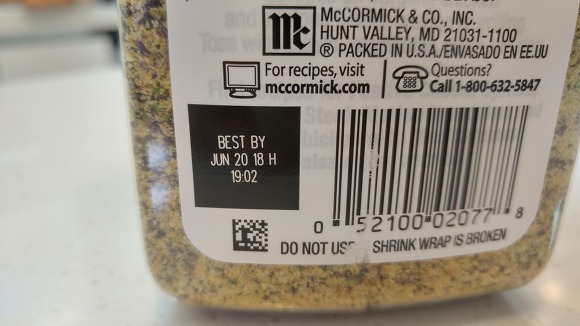 Mc
McCORMICK & CO., INC.
HUNT VALLEY, MD 21031-1100
® PACKED IN U.S.A./ENVASADO EN EE.UU
For recipes, visit
mccormick.com
Questions?
Call 1-800-632-5847
BEST BY
JUN 20 18 H
19:02
0 52100 02077 8
DO NOT USE SHRINK WRAP IS BROKEN